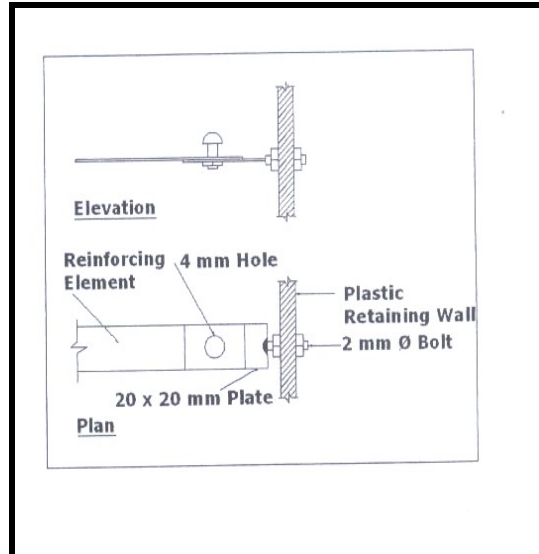 Elevation
Reinforcing 4 mm Hole
Element
Plastic
Retaining Wall
2 mm Ø Bolt
20 x 20 mm Plate
Plan